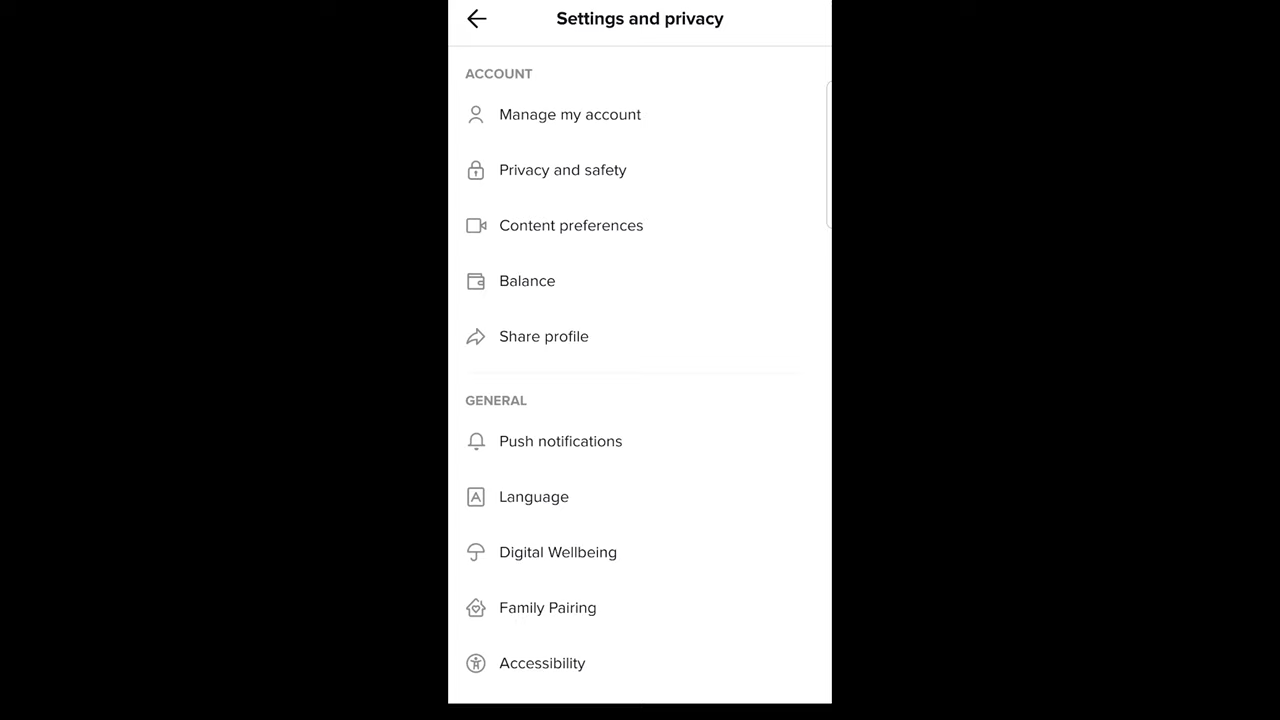 Settings and privacy
ACCOUNT
Manage my account
Privacy and safety
Content preferences
Balance
Share profile
GENERAL
Push notifications
Language
Digital Wellbeing
Family Pairing
Accessibility